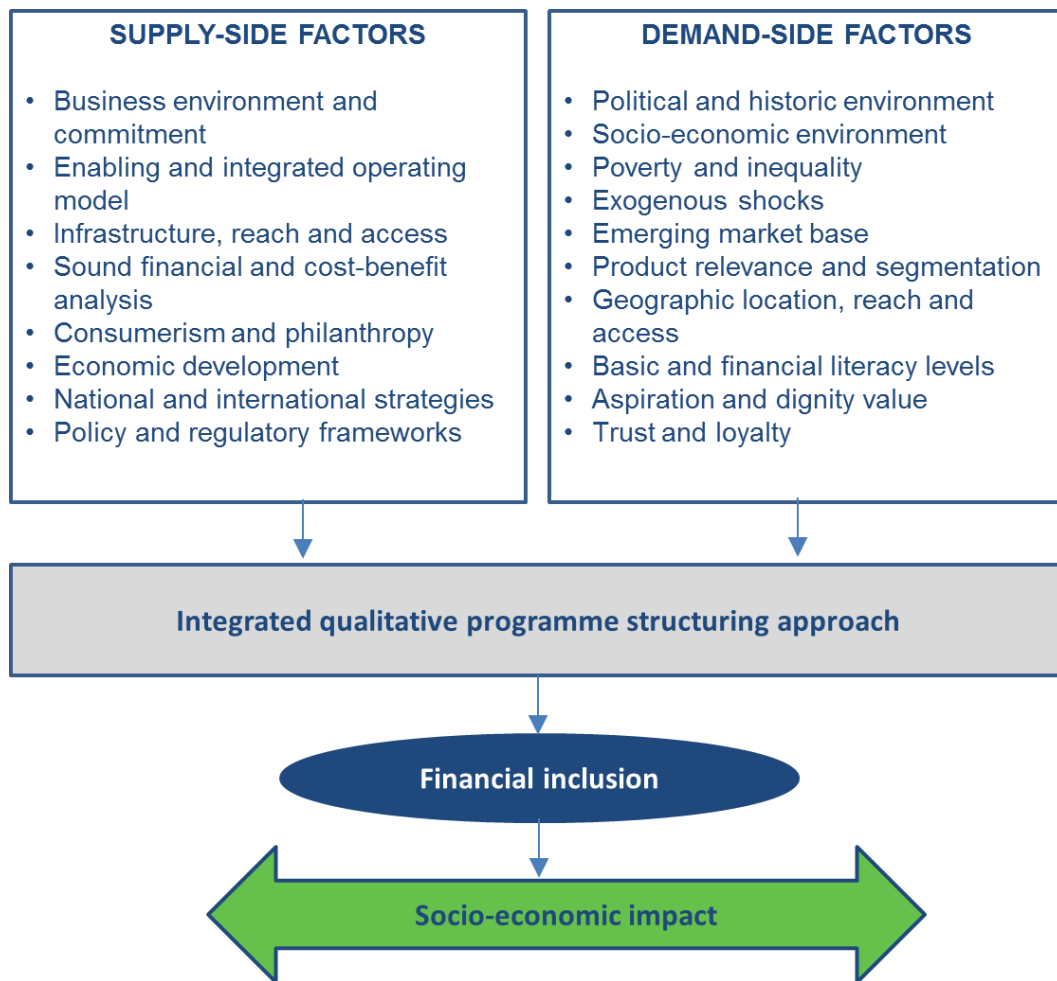 SUPPLY-SIDE FACTORS
• Business environment and
commitment
• Enabling and integrated operating
model
• Infrastructure, reach and access
• Sound financial and cost-benefit
analysis
• Consumerism and philanthropy
• Economic development
• National and international strategies
• Policy and regulatory frameworks
DEMAND-SIDE FACTORS
• Political and historic environment
• Socio-economic environment
• Poverty and inequality
• Exogenous shocks
• Emerging market base
• Product relevance and segmentation
• Geographic location, reach and
access
• Basic and financial literacy levels
• Aspiration and dignity value
• Trust and loyalty
Integrated qualitative programme structuring approach
Financial inclusion
Socio-economic impact